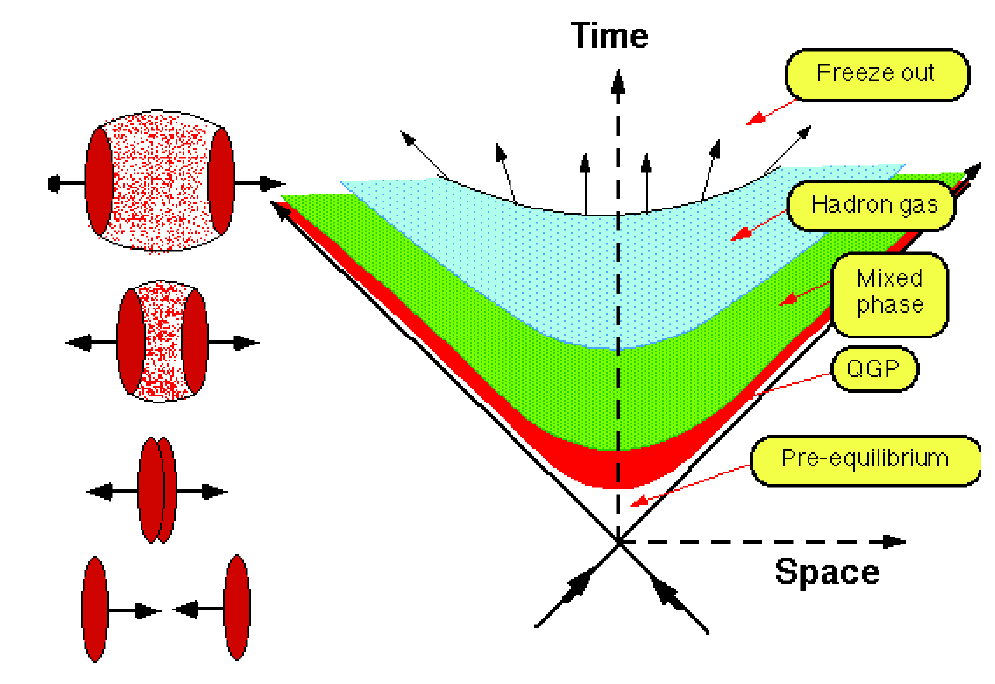 Time
Freeze out
Hadron gas
Mixed
phase
QGP
Pre-equilibrium
Space